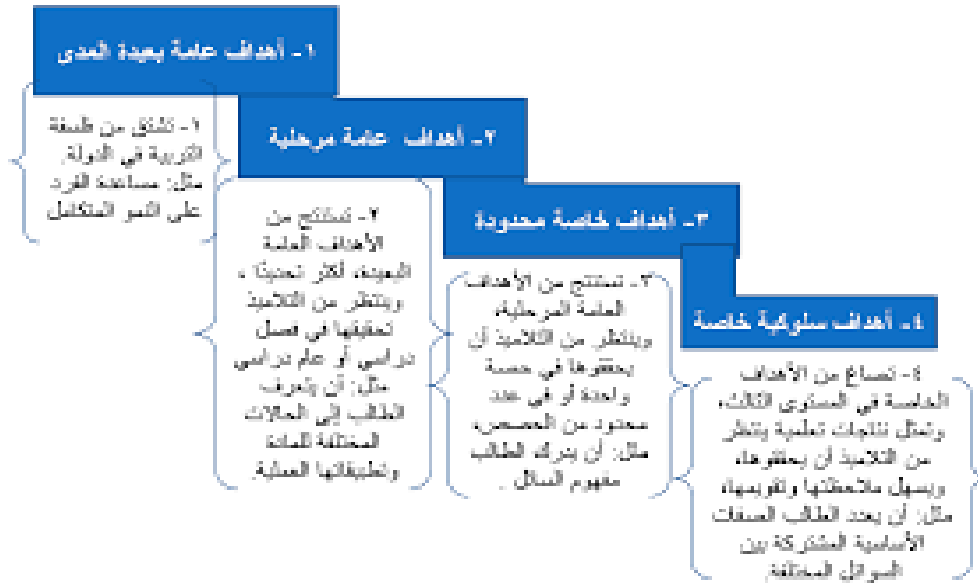 ١- أهداف عامة بعيدة المدى
١- تشتق من فلسفة
التربية في الدولة.
مثل: مساعدة الفرد
على النمو المتكامل
٢- أهداف عامة مرحلية
٢- تستنتج من
الأهداف العامة
البعيدة، أكثر تحديدًا ،
وينتظر من التلاميذ
تحقيقها في فصل
دراسي أو عام دراسي
مثل: أن يتعرف
الطالب إلى الحالات
المختلفة للمادة
وتطبيقاتها العملية.
٣- أهداف خاصة محدودة
٣- تستنتج من الأهداف
العامة المرحلية،
وينتظر من التلاميذ أن
يحققوها في حصة
واحدة أو في عدد
محدود من الحصص،
مثل: أن يدرك الطالب
مفهوم السائل .
٤- أهداف سلوكية خاصة
٤- تصاغ من الأهداف
الخاصة في المستوى الثالث،
وتمثل نتاجات تعلمية ينتظر
من التلاميذ أن يحققوها،
ويسهل ملاحظتها وتقويمها،
مثل: أن يعدد الطالب الصفات
الأساسية المشتركة بين
السوائل المختلفة.